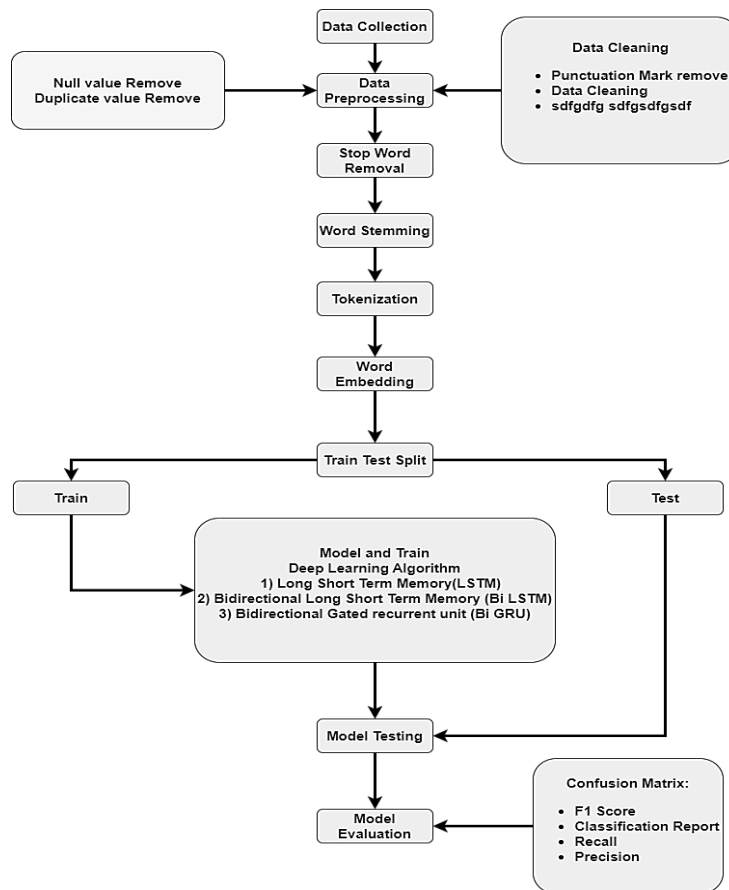 Data Collection
Null value Remove
Duplicate value Remove
Data
Preprocessing
Data Cleaning
Punctuation Mark remove
Data Cleaning
sdfgdfg sdfgsdfgsdf
Stop Word
Removal
Word Stemming
Tokenization
Word
Embedding
Train Test Split
Train
Test
Model and Train
Deep Learning Algorithm
1) Long Short Term Memory(LSTM)
2) Bidirectional Long Short Term Memory (Bi LSTM)
3) Bidirectional Gated recurrent unit (Bi GRU)
Model Testing
Model
Evaluation
Confusion Matrix:
F1 Score
Classification Report
Recall
Precision